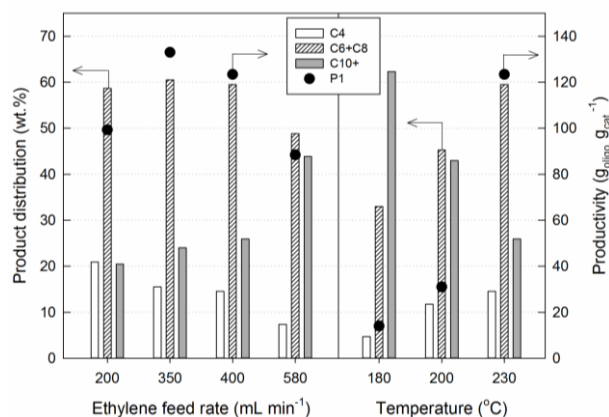 C4
C6+C8
C10+
P1
Product distribution (wt.%)
70
60
50
40
30
20
10
0
140
120
100
80
60
40
20
0
Productivity (g_oligo g_cat^-1)
200 350 400 580 180 200 230
Ethylene feed rate (mL min^-1) Temperature (°C)